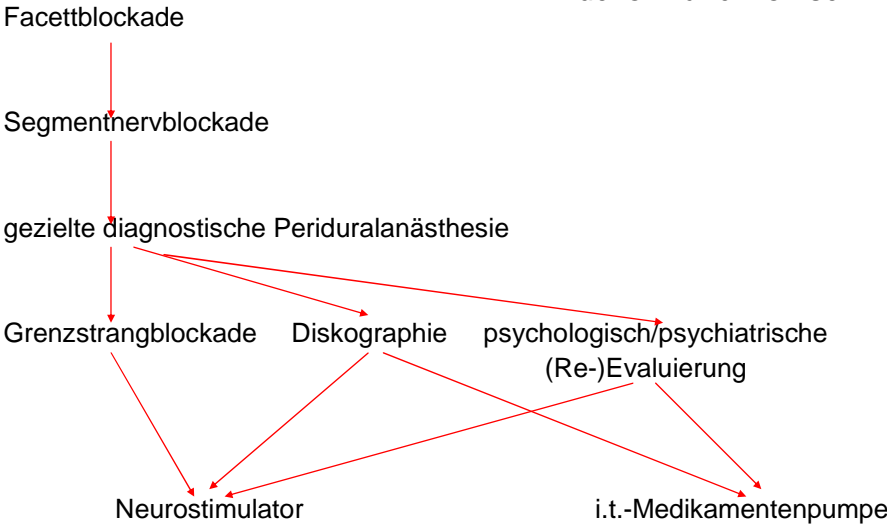 Facettblockade
Segmentnervblockade
gezielte diagnostische Periduralanästhesie
Grenzstrangblockade Diskographie psychologisch/psychiatrische
(Re-)Evaluierung
Neurostimulator i.t.-Medikamentenpumpe